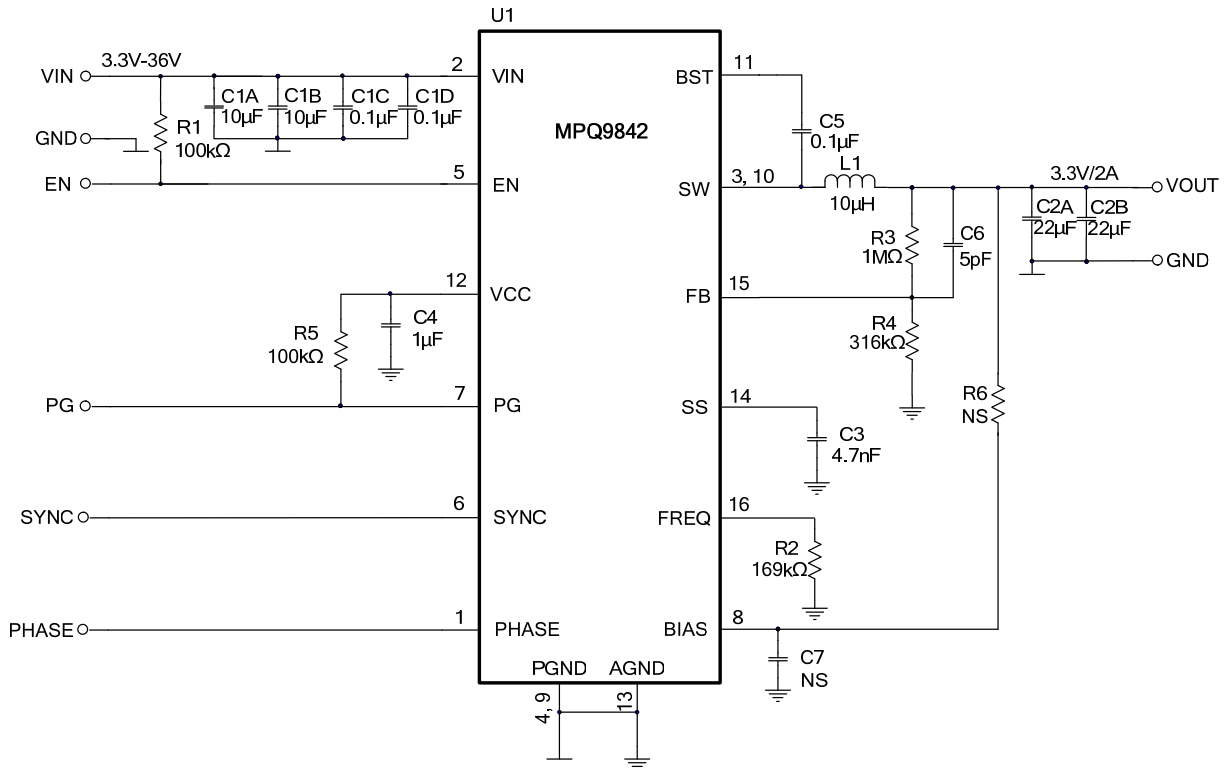 U1
3.3V-36V
VIN
2
VIN
BST
11
C1A
10µF
C1B
10µF
C1C
0.1µF
C1D
0.1µF
MPQ9842
C5
0.1µF
GND
R1
100kΩ
L1
10µH
EN
5
EN
SW
3, 10
3.3V/2A
VOUT
C2A
22µF
C2B
22µF
R3
1MΩ
C6
5pF
GND
12
VCC
FB
15
R5
100kΩ
C4
1µF
R4
316kΩ
PG
7
PG
SS
14
R6
NS
C3
4.7nF
SYNC
6
SYNC
FREQ
16
R2
169kΩ
PHASE
1
PHASE
BIAS
8
C7
NS
PGND
AGND
4, 9
13